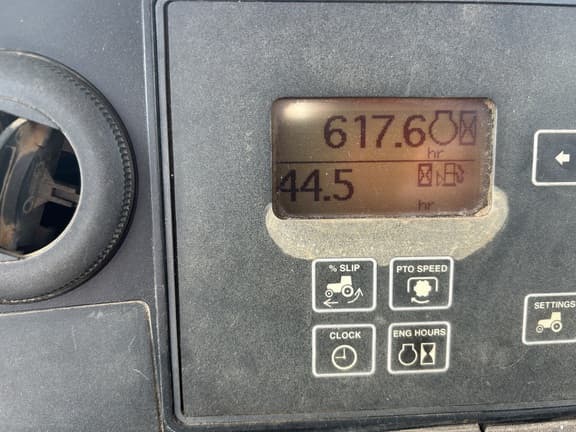 617.6
hr
44.5
hr
% SLIP
PTO SPEED
CLOCK
ENG HOURS
SETTINGS